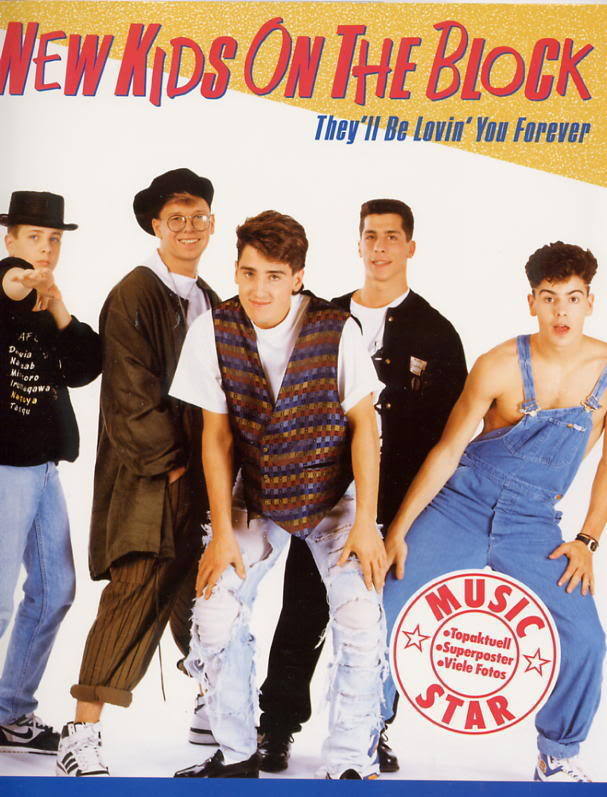 NEW KIDS ON THE BLOCK
They'll Be Lovin' You Forever
MUSIC
•Topaktuell
•Superposter
•Viele Fotos
STAR